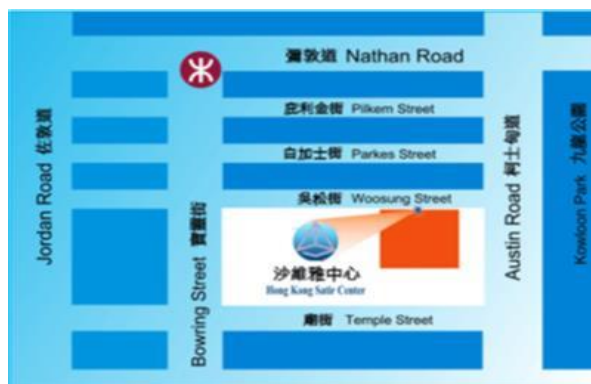 彌敦道 Nathan Road
庇利金街 Pilkem Street
白加士街 Parkes Street
吳松街 Woosung Street
沙維雅中心
Hong Kong Satir Center
廟街 Temple Street
Jordan Road 佐敦道
Bowring Street 寶靈街
Austin Road 柯士甸道
Kowloon Park 九龍公園